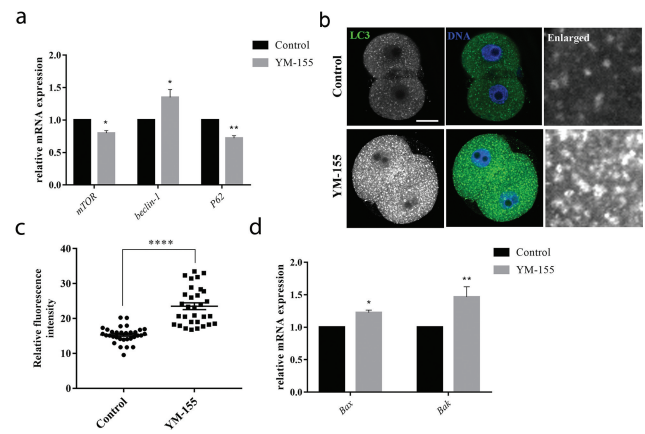 a
relative mRNA expression
2.0
1.5
1.0
0.5
0.0
Control
YM-155
*
*
**
mTOR
beclin-1
P62
b
LC3
DNA
Enlarged
Control
YM-155
c
Relative fluorescence
intensity
40
30
20
10
0
****
Control
YM-155
d
relative mRNA expression
2.0
1.5
1.0
0.5
0.0
Control
YM-155
*
**
Bax
Bak